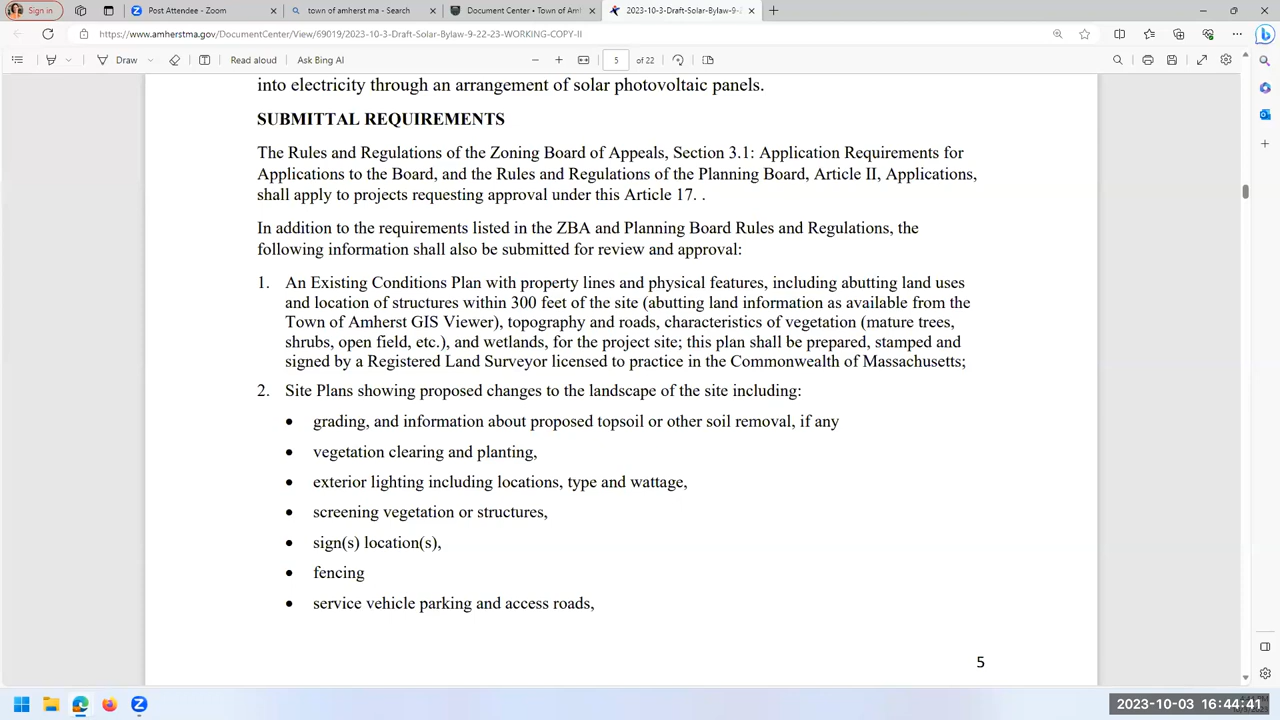 Sign in
Post Attendee - Zoom
town of amherst ma - Search
Document Center • Town of Am
2023-10-3-Draft-Solar-Bylaw-9-2
https://www.amherstma.gov/DocumentCenter/View/69019/2023-10-3-Draft-Solar-Bylaw-9-22-23-WORKING-COPY-II
Draw
Read aloud
Ask Bing AI
5
of 22
into electricity through an arrangement of solar photovoltaic panels.
SUBMITTAL REQUIREMENTS
The Rules and Regulations of the Zoning Board of Appeals, Section 3.1: Application Requirements for
Applications to the Board, and the Rules and Regulations of the Planning Board, Article II, Applications,
shall apply to projects requesting approval under this Article 17. .
In addition to the requirements listed in the ZBA and Planning Board Rules and Regulations, the
following information shall also be submitted for review and approval:
1. An Existing Conditions Plan with property lines and physical features, including abutting land uses
and location of structures within 300 feet of the site (abutting land information as available from the
Town of Amherst GIS Viewer), topography and roads, characteristics of vegetation (mature trees,
shrubs, open field, etc.), and wetlands, for the project site; this plan shall be prepared, stamped and
signed by a Registered Land Surveyor licensed to practice in the Commonwealth of Massachusetts;
2. Site Plans showing proposed changes to the landscape of the site including:
• grading, and information about proposed topsoil or other soil removal, if any
• vegetation clearing and planting,
• exterior lighting including locations, type and wattage,
• screening vegetation or structures,
• sign(s) location(s),
• fencing
• service vehicle parking and access roads,
5
2023-10-03 16:44:41